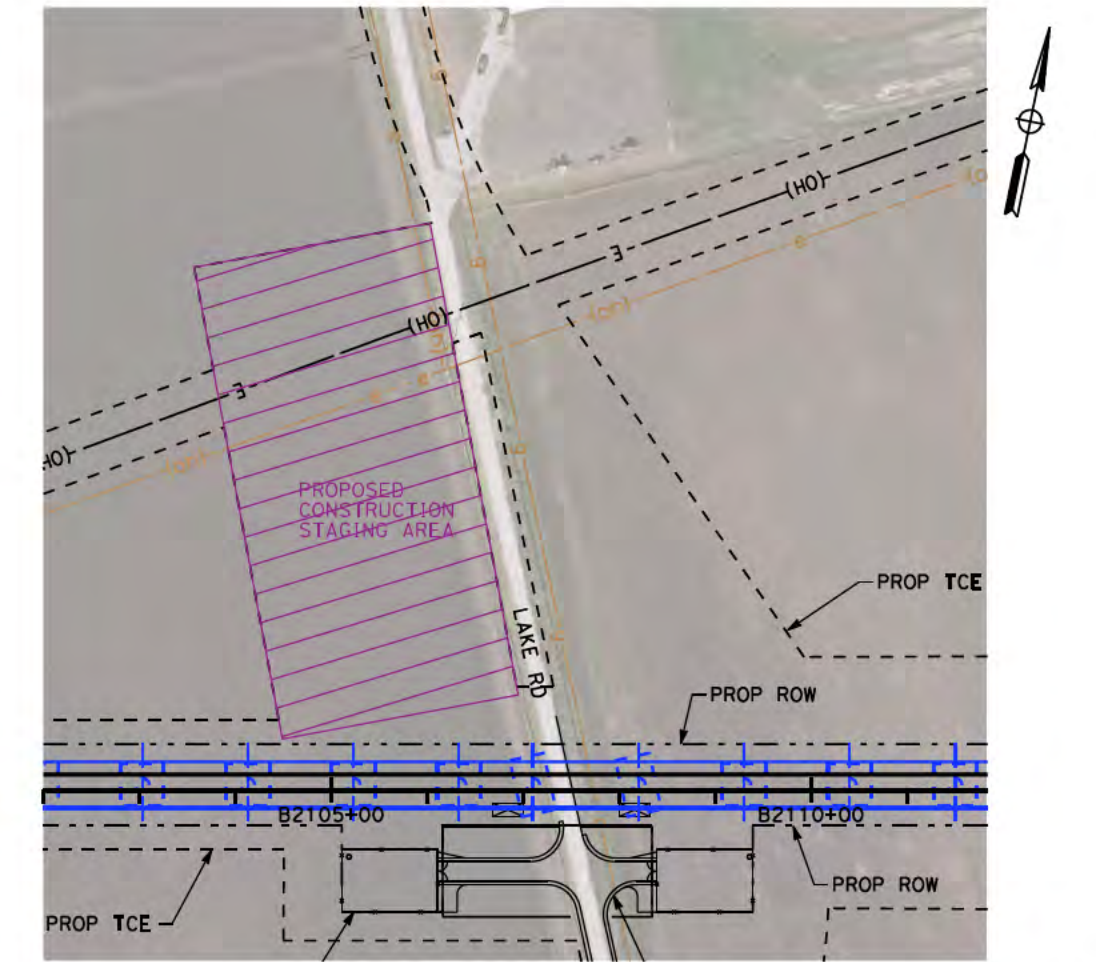 (HO)
E
(HO)
E
HO)
PROPOSED
CONSTRUCTION
STAGING AREA
PROP TCE
LAKE RD
PROP ROW
B2105+00
B2110+00
PROP ROW
PROP TCE